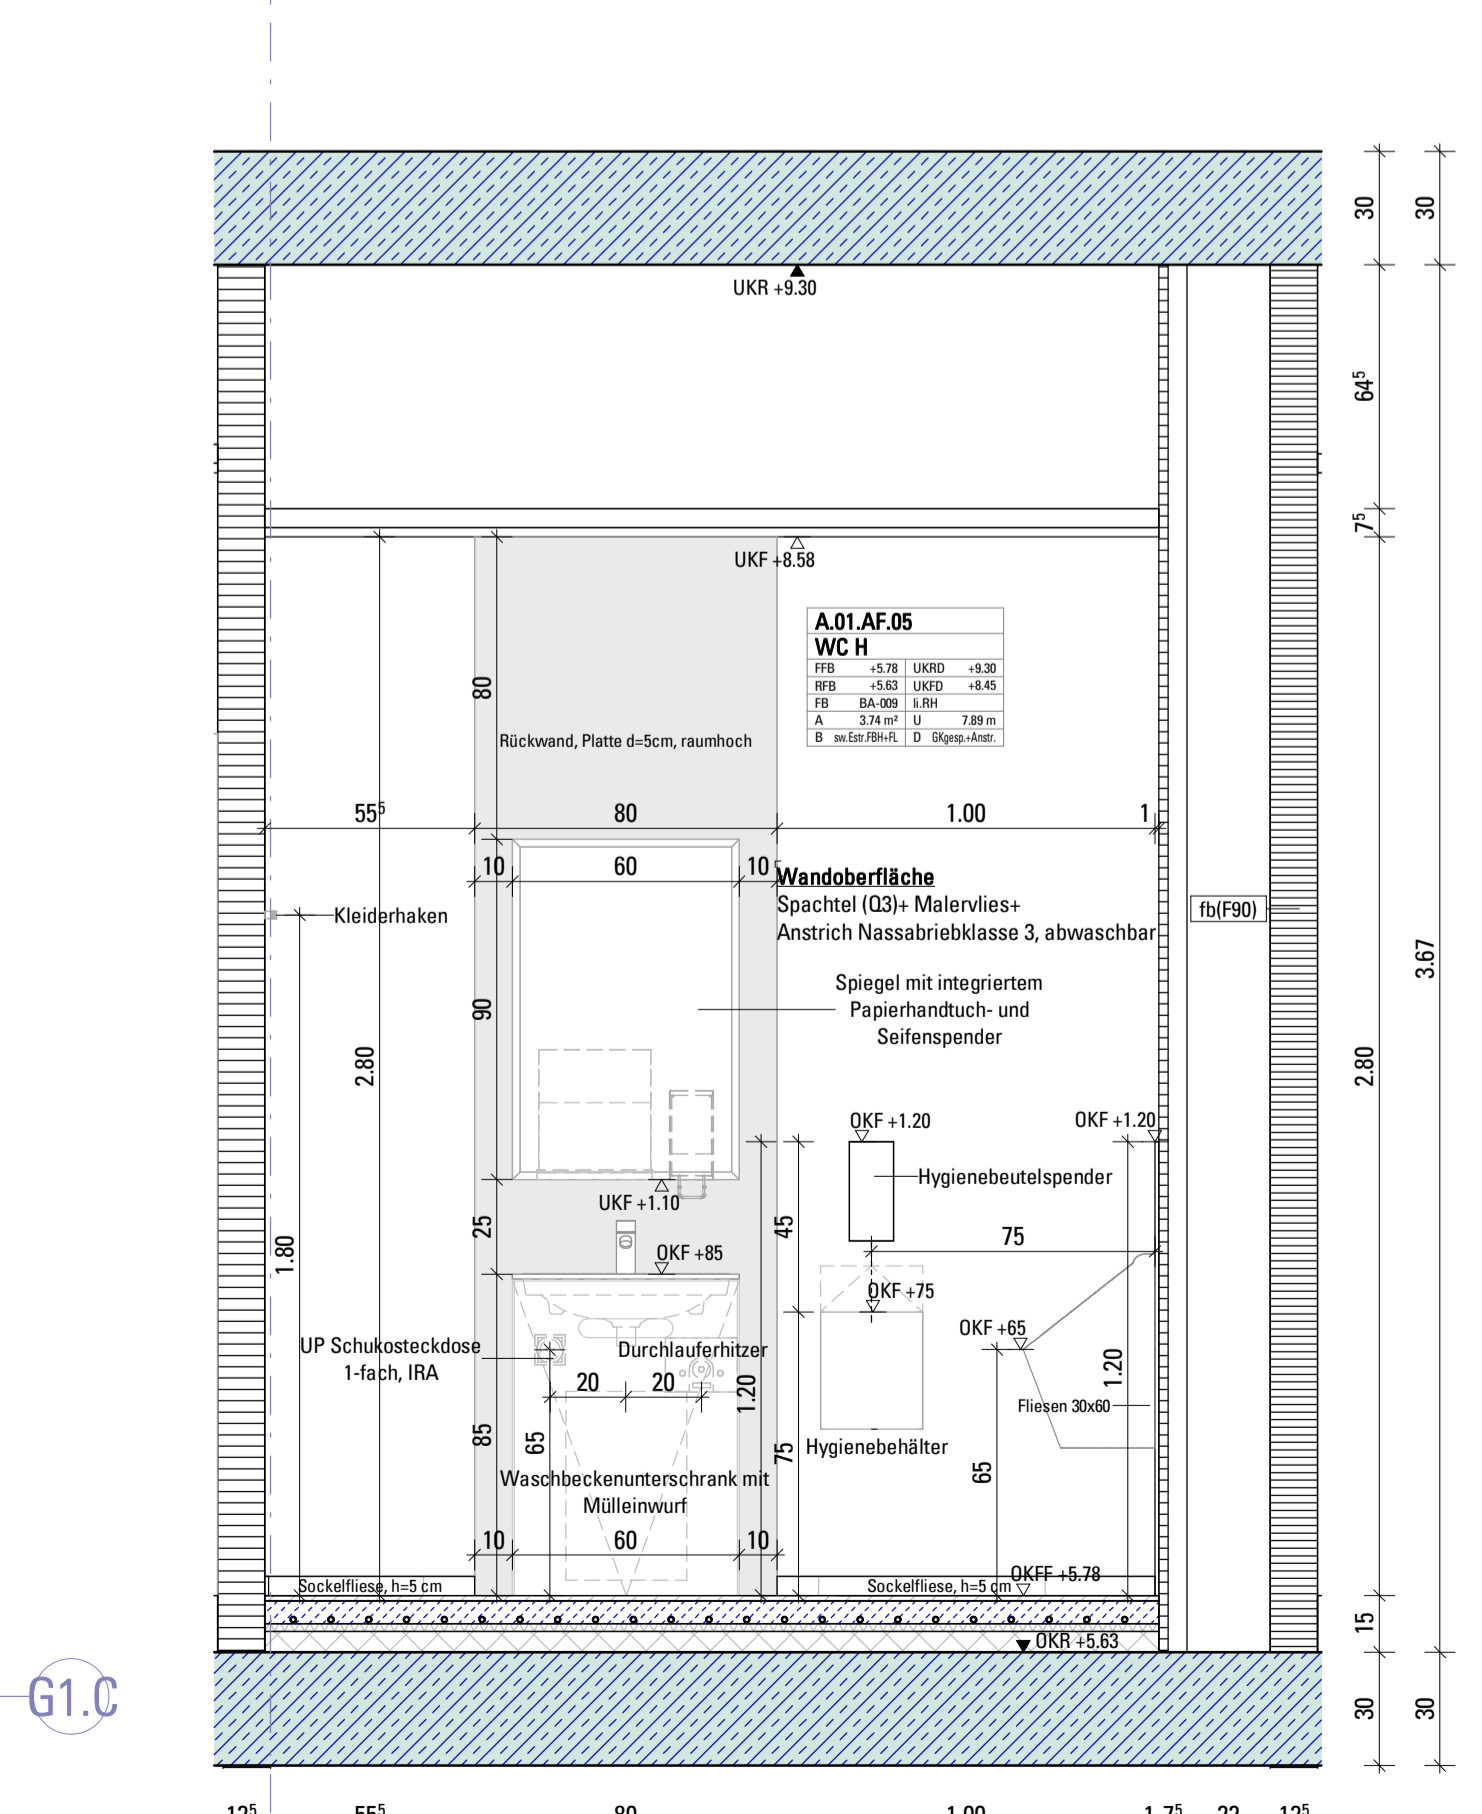 30
30
UKR +9.30
64⁵
7⁵
UKF +8.58
A.01.AF.05
WC H
FFB +5.78 UKRD +9.30
RFB +5.63 UKFD +8.45
FB BA-009 li.RH
A 3.74 m² U 7.89 m
B sw.Estr.FBH+FL D GKgesp.+Anstr.
80
Rückwand, Platte d=5cm, raumhoch
55⁵ 80 1.00 1
10 60 10
Wandoberfläche
Spachtel (Q3)+ Malervlies+
Anstrich Nassabriebklasse 3, abwaschbar
Kleiderhaken
fb(F90)
3.67
Spiegel mit integriertem
Papierhandtuch- und
Seifenspender
90
2.80
2.80
OKF +1.20
OKF +1.20
Hygienebeutelspender
UKF +1.10
25
45
75
1.80
OKF +85
OKF +75
OKF +65
UP Schukosteckdose
1-fach, IRA
Durchlauferhitzer
20 20
1.20
1.20
Fliesen 30x60
85
65
75
Hygienebehälter
65
Waschbeckenunterschrank mit
Mülleinwurf
10 60 10
OKFF +5.78
Sockelfliese, h=5 cm
Sockelfliese, h=5 cm
15
OKR +5.63
G1.C
30
30
12⁵ 55⁵ 80 1.00 1 7⁵ 22 12⁵